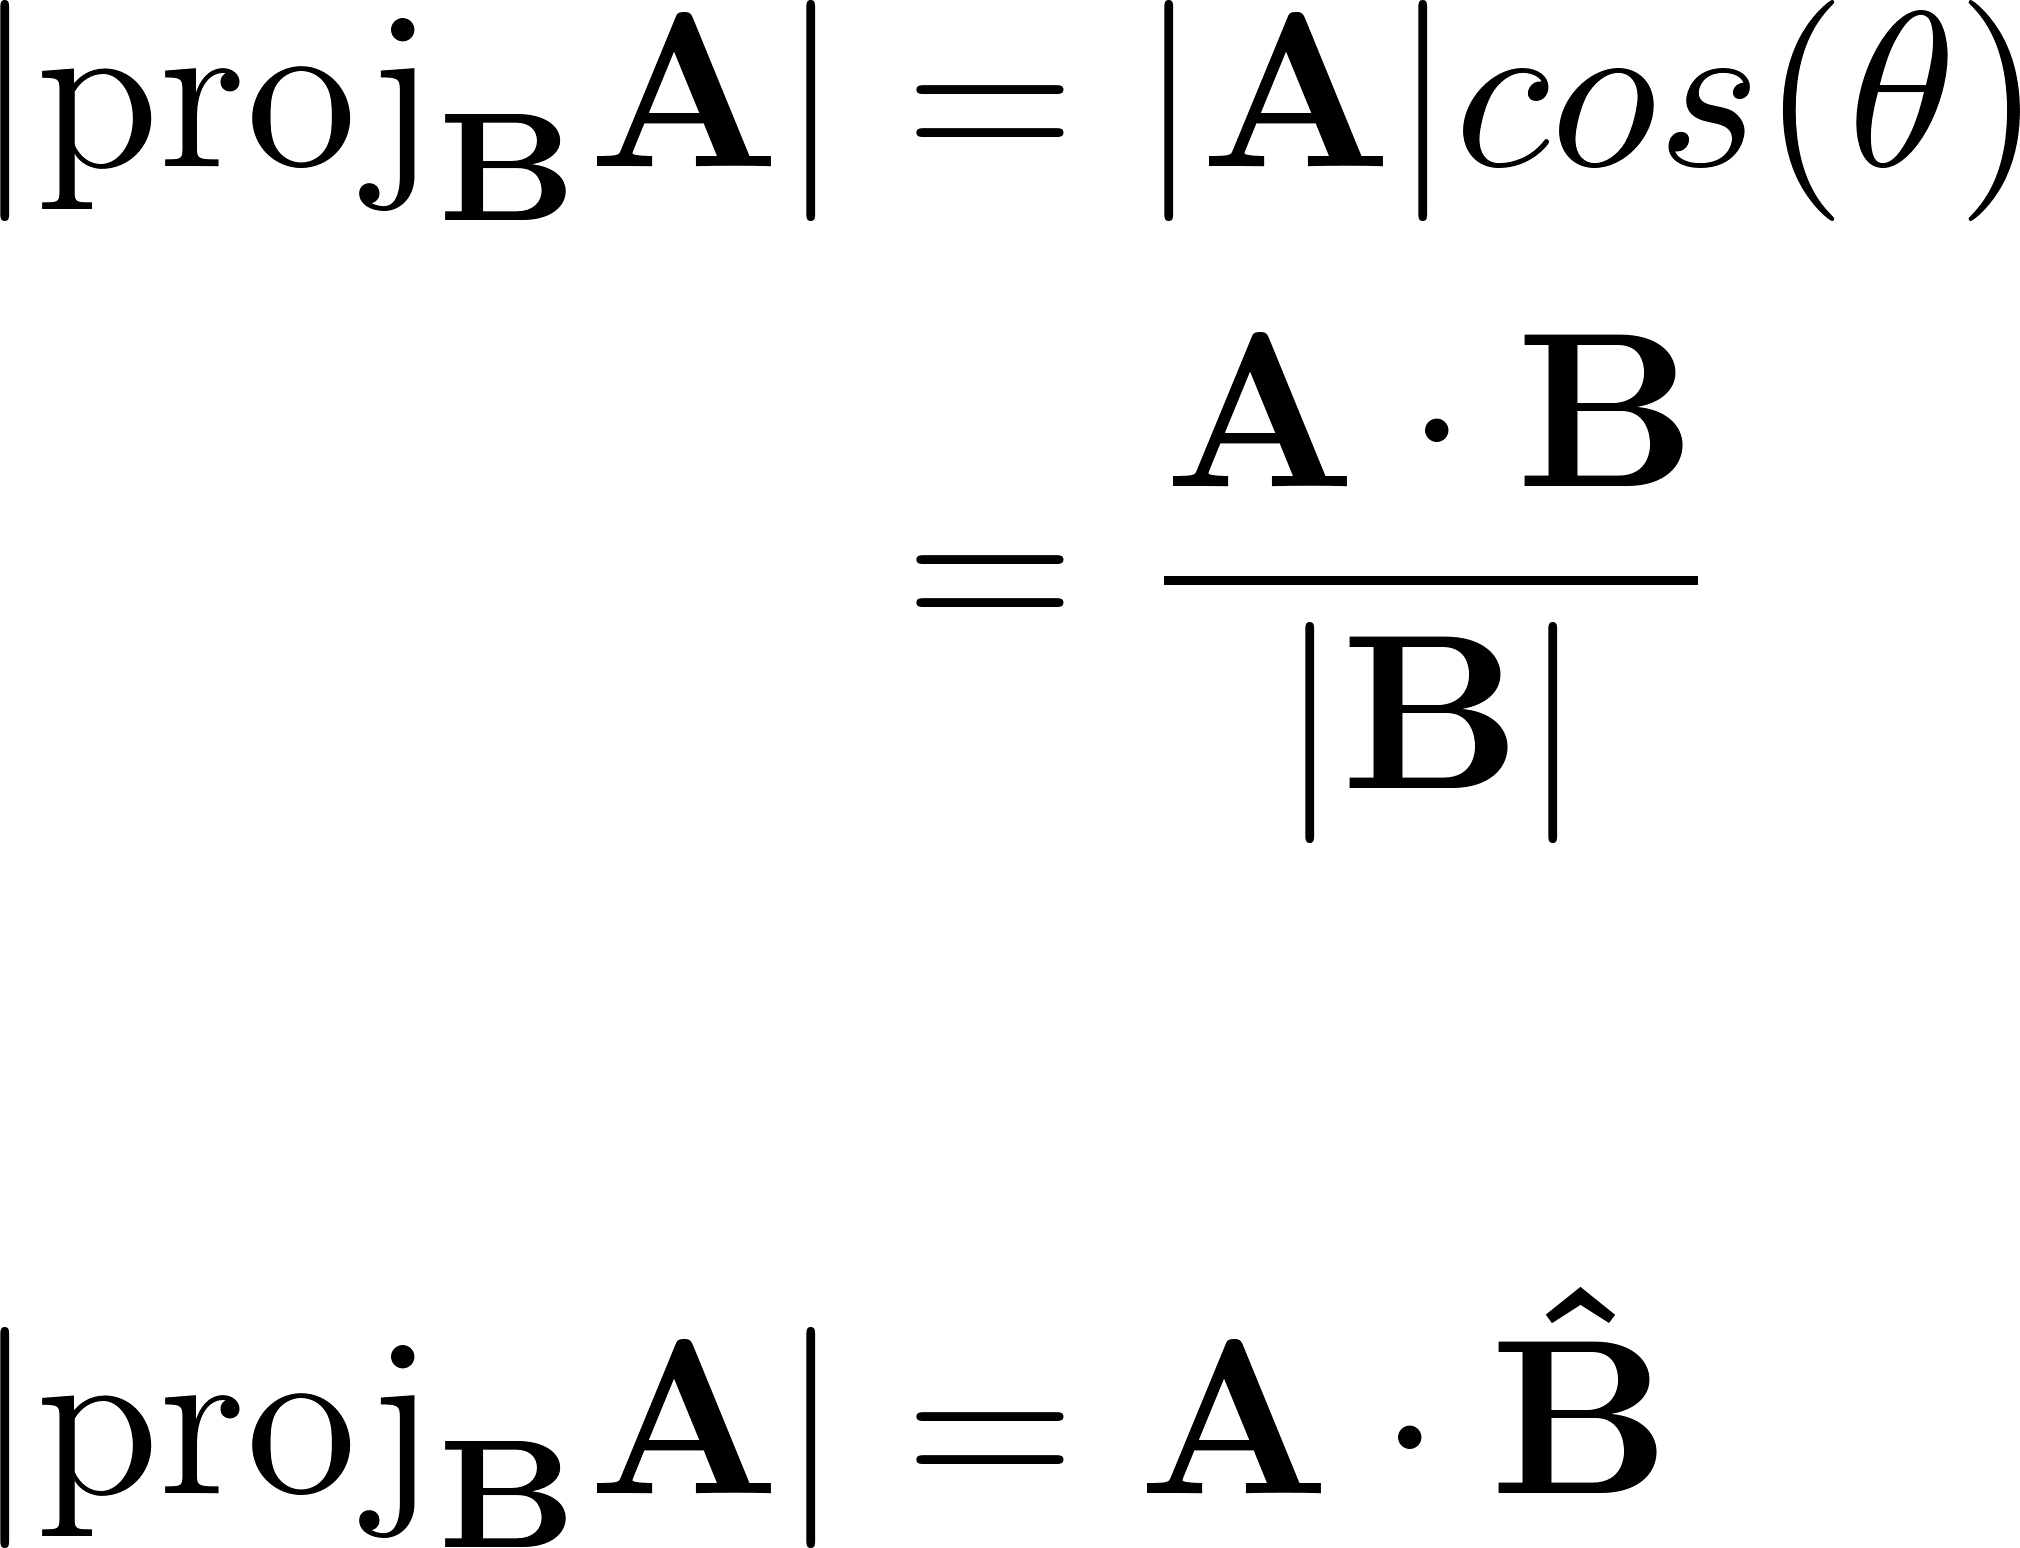 |proj_B A| = |A|cos(θ)
= A · B / |B|
|proj_B A| = A · B̂